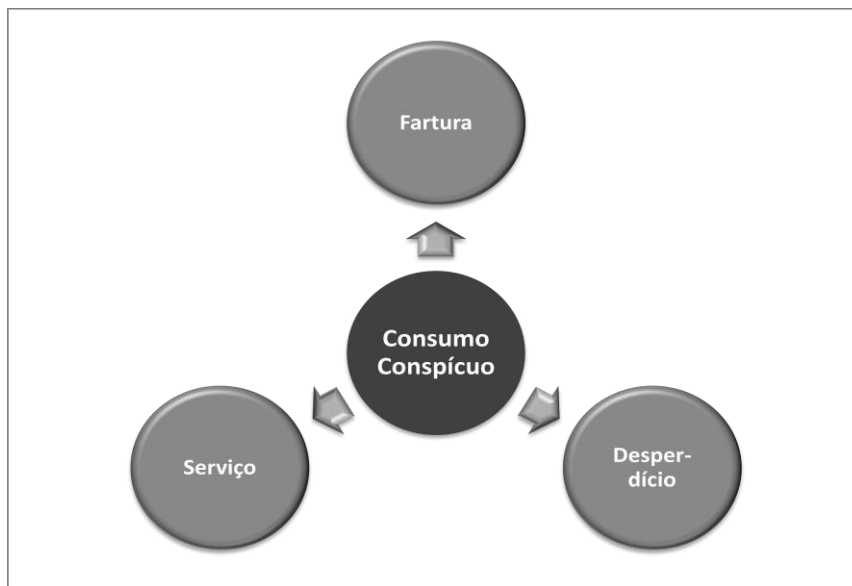 Fartura
Consumo
Conspícuo
Serviço
Desper-
dício